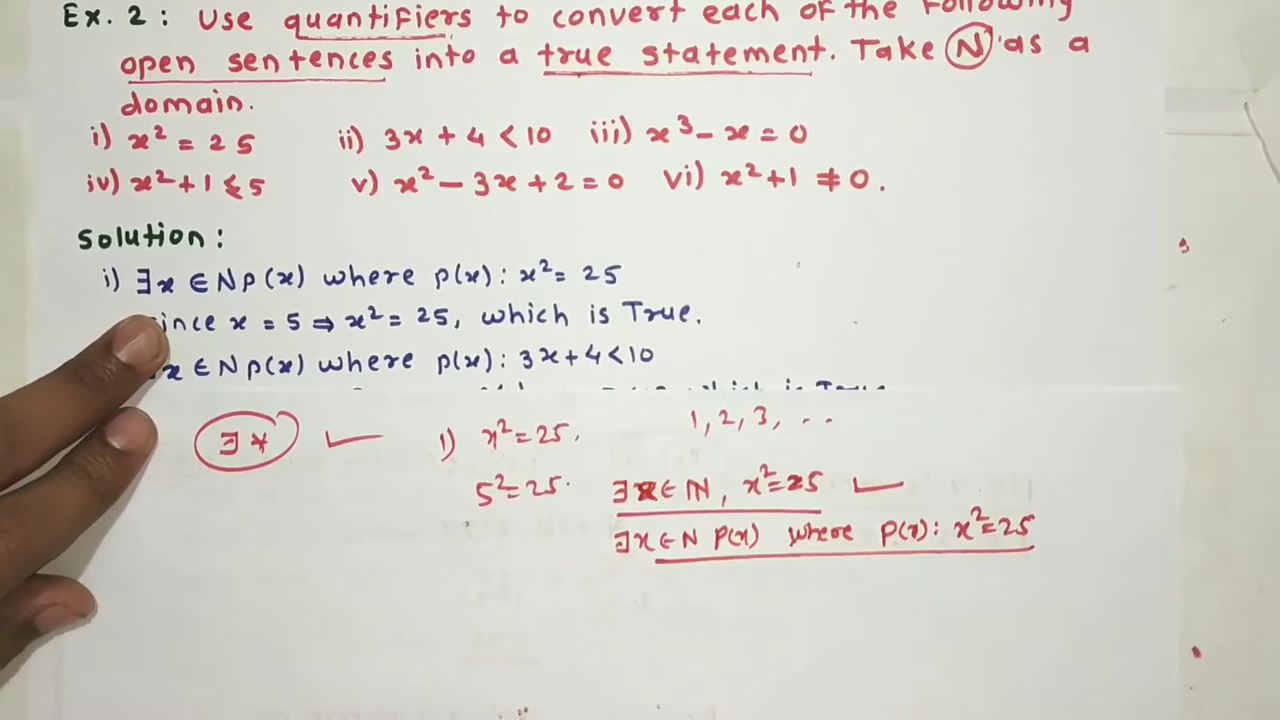 Ex. 2: Use quantifiers to convert each of the following
open sentences into a true statement. Take N as a
domain.
i) x² = 25 ii) 3x + 4 < 10 iii) x³ - x = 0
iv) x² + 1 ≤ 5 v) x² - 3x + 2 = 0 vi) x² + 1 ≠ 0.
Solution:
i) ∃x ∈ N p(x) where p(x): x² = 25
ince x = 5 ⇒ x² = 25, which is True.
x ∈ N p(x) where p(x): 3x + 4 < 10
1) x² = 25. 1, 2, 3, ..
5² = 25. ∃x ∈ N, x² = 25
∃x ∈ N P(x) where P(x): x² = 25